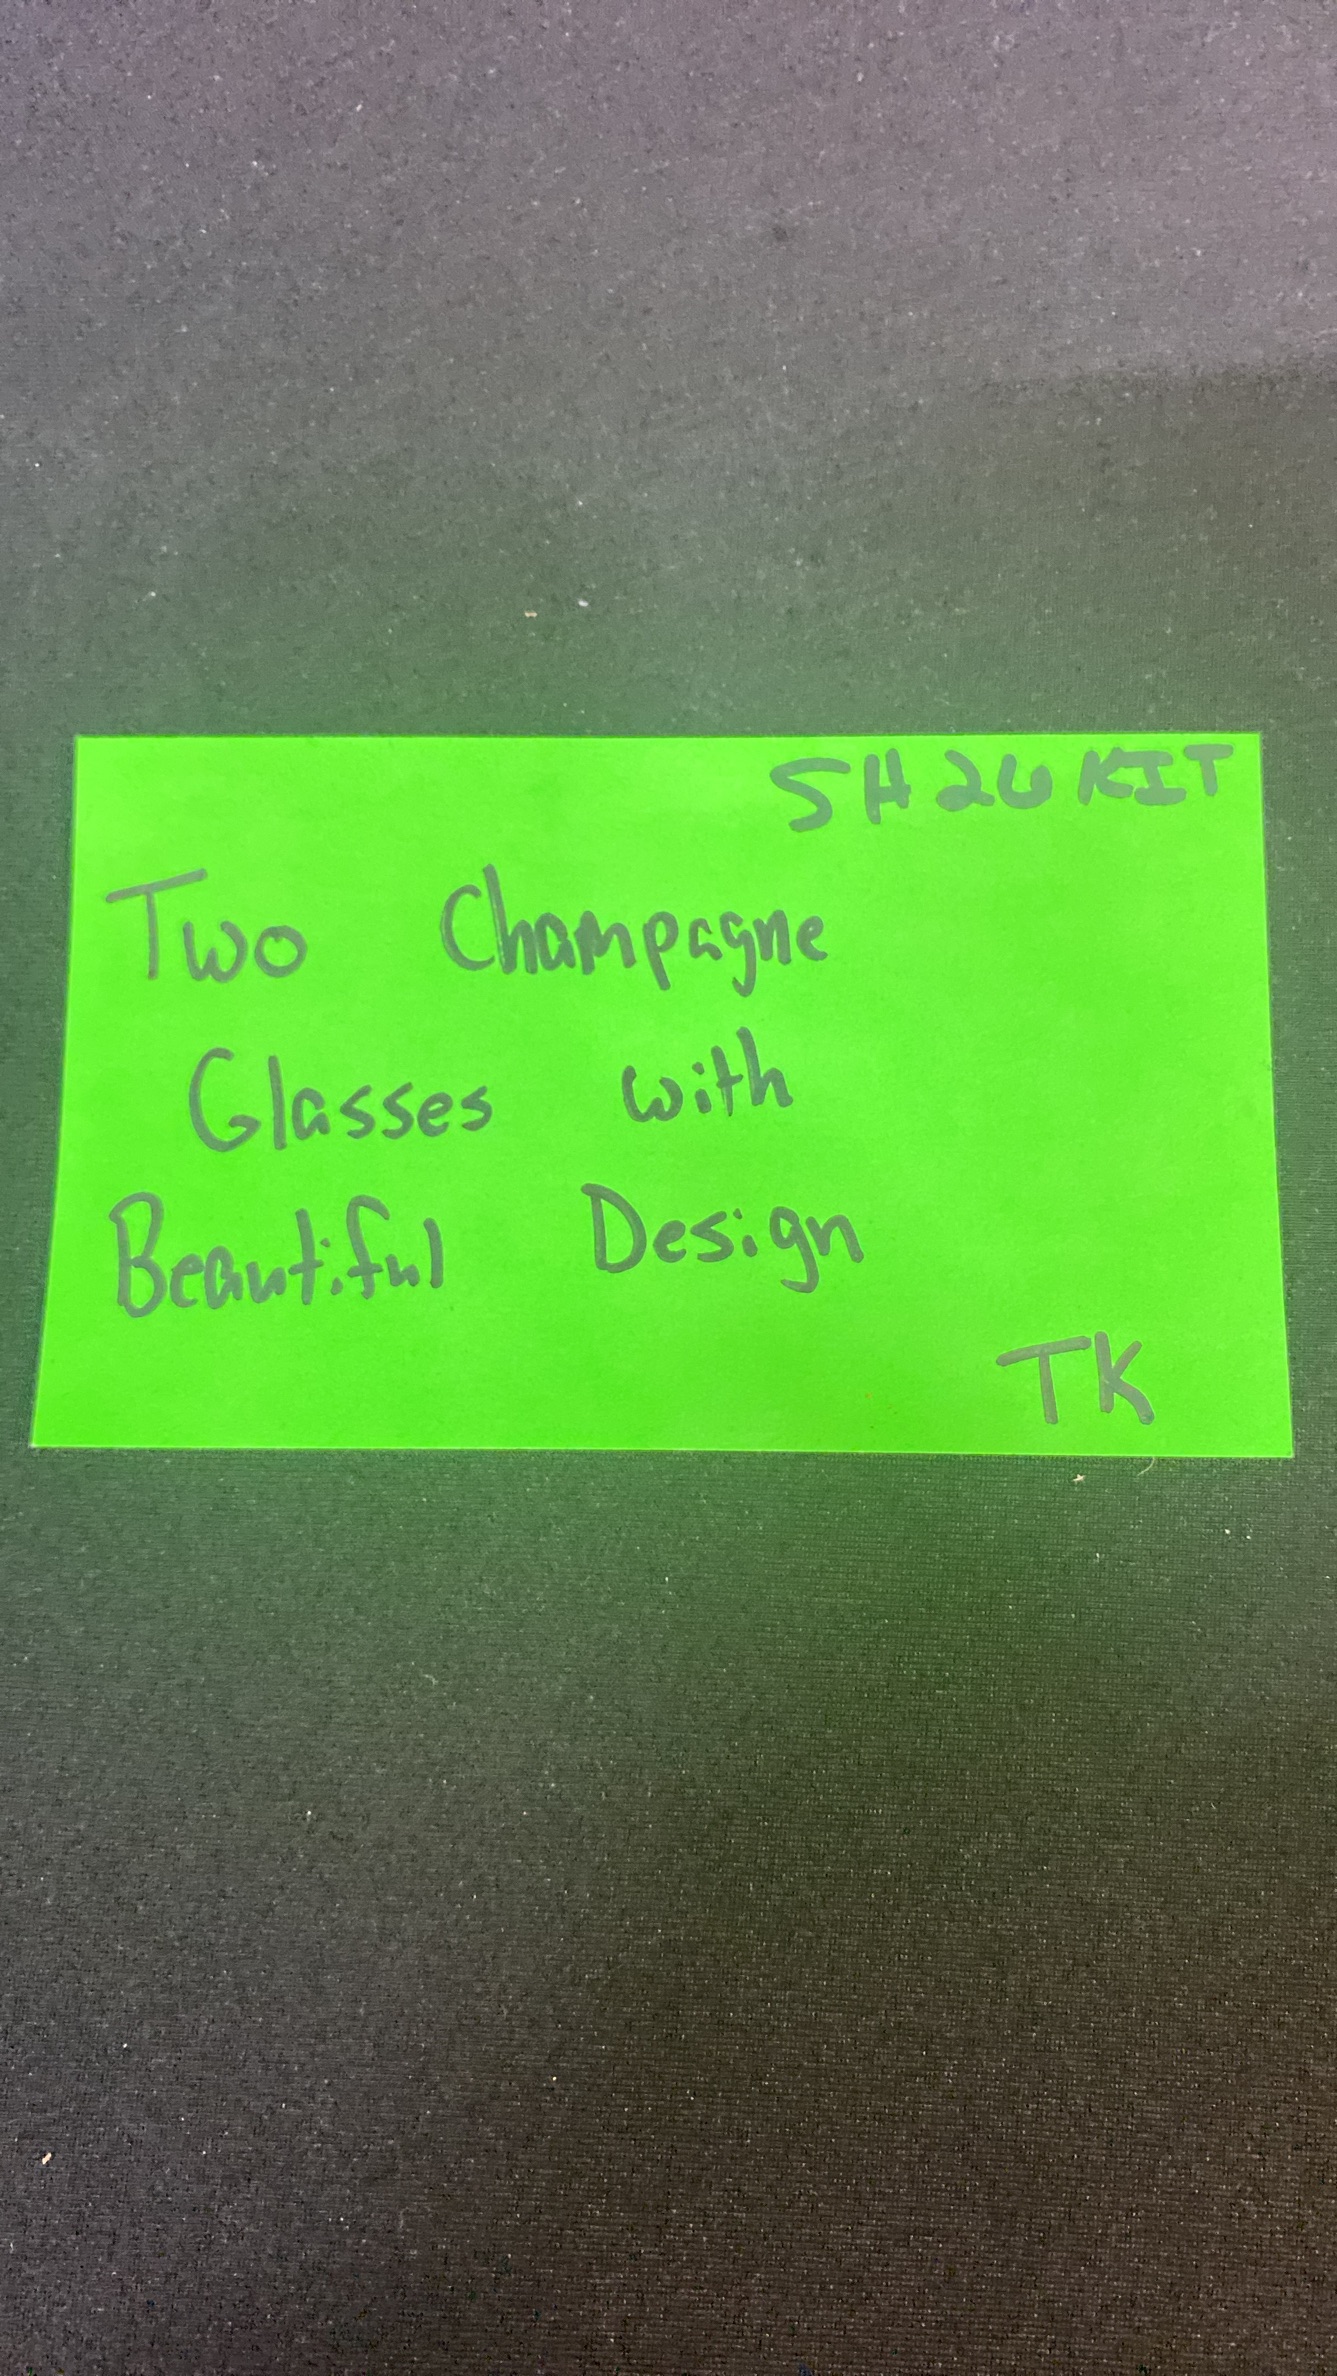 SH26KIT
Two Champagne
Glasses with
Beautiful Design
TK